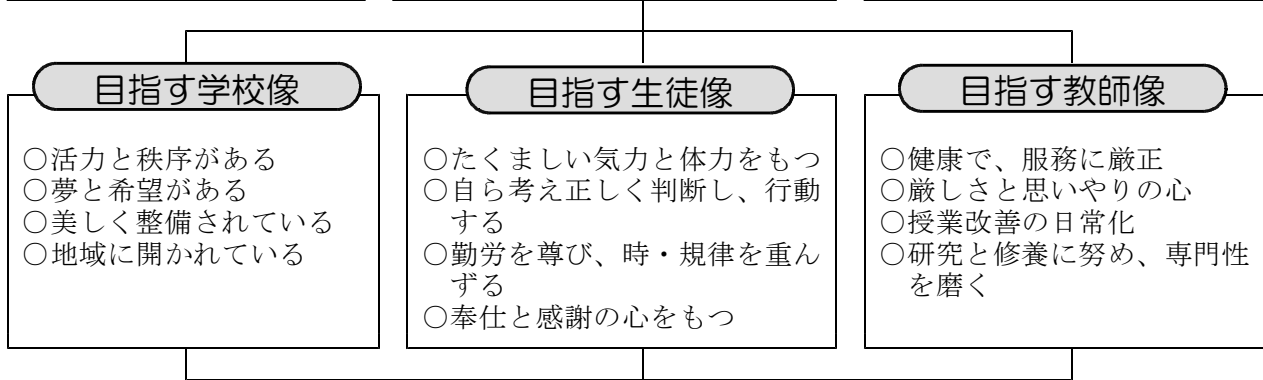 目指す学校像
○活力と秩序がある
○夢と希望がある
○美しく整備されている
○地域に開かれている
目指す生徒像
○たくましい気力と体力をもつ
○自ら考え正しく判断し、行動
する
○勤労を尊び、時・規律を重ん
ずる
○奉仕と感謝の心をもつ
目指す教師像
○健康で、服務に厳正
○厳しさと思いやりの心
○授業改善の日常化
○研究と修養に努め、専門性
を磨く